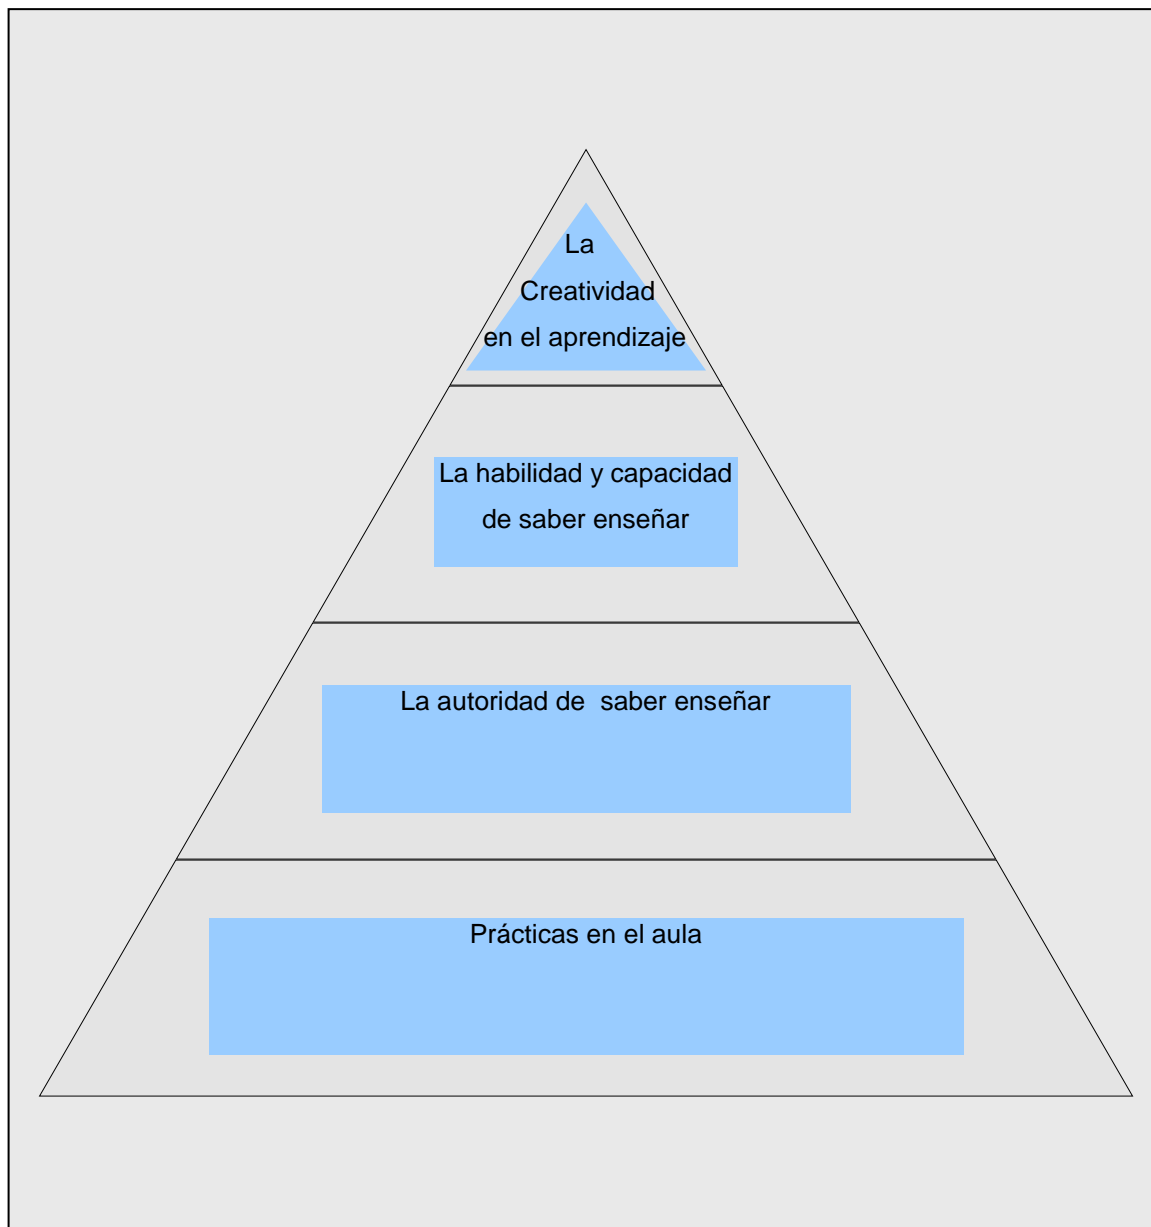 La
Creatividad
en el aprendizaje
La habilidad y capacidad
de saber enseñar
La autoridad de  saber enseñar
Prácticas en el aula